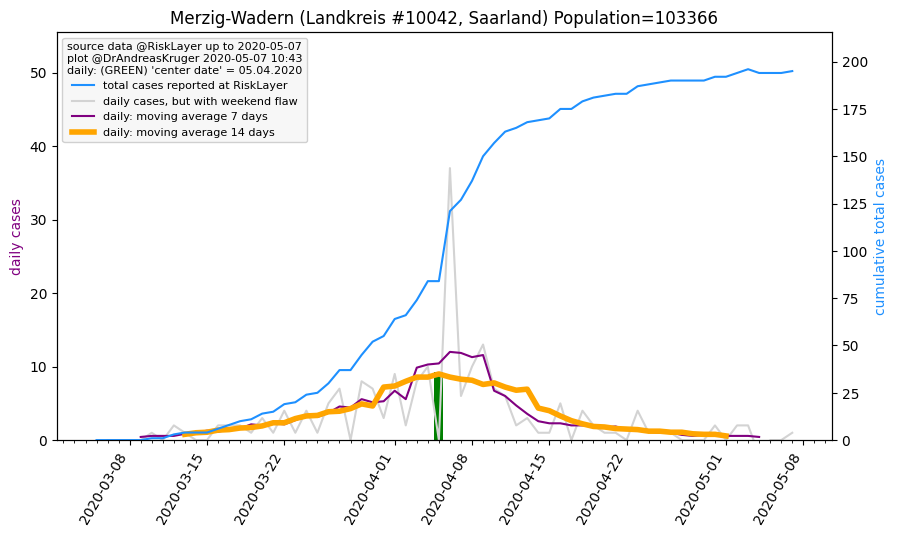 Merzig-Wadern (Landkreis #10042, Saarland) Population=103366
source data @RiskLayer up to 2020-05-07
plot @DrAndreasKruger 2020-05-07 10:43
daily: (GREEN) 'center date' = 05.04.2020
total cases reported at RiskLayer
daily cases, but with weekend flaw
daily: moving average 7 days
daily: moving average 14 days
daily cases
50
40
30
20
10
0
cumulative total cases
200
175
150
125
100
75
50
25
0
2020-03-08
2020-03-15
2020-03-22
2020-04-01
2020-04-08
2020-04-15
2020-04-22
2020-05-01
2020-05-08